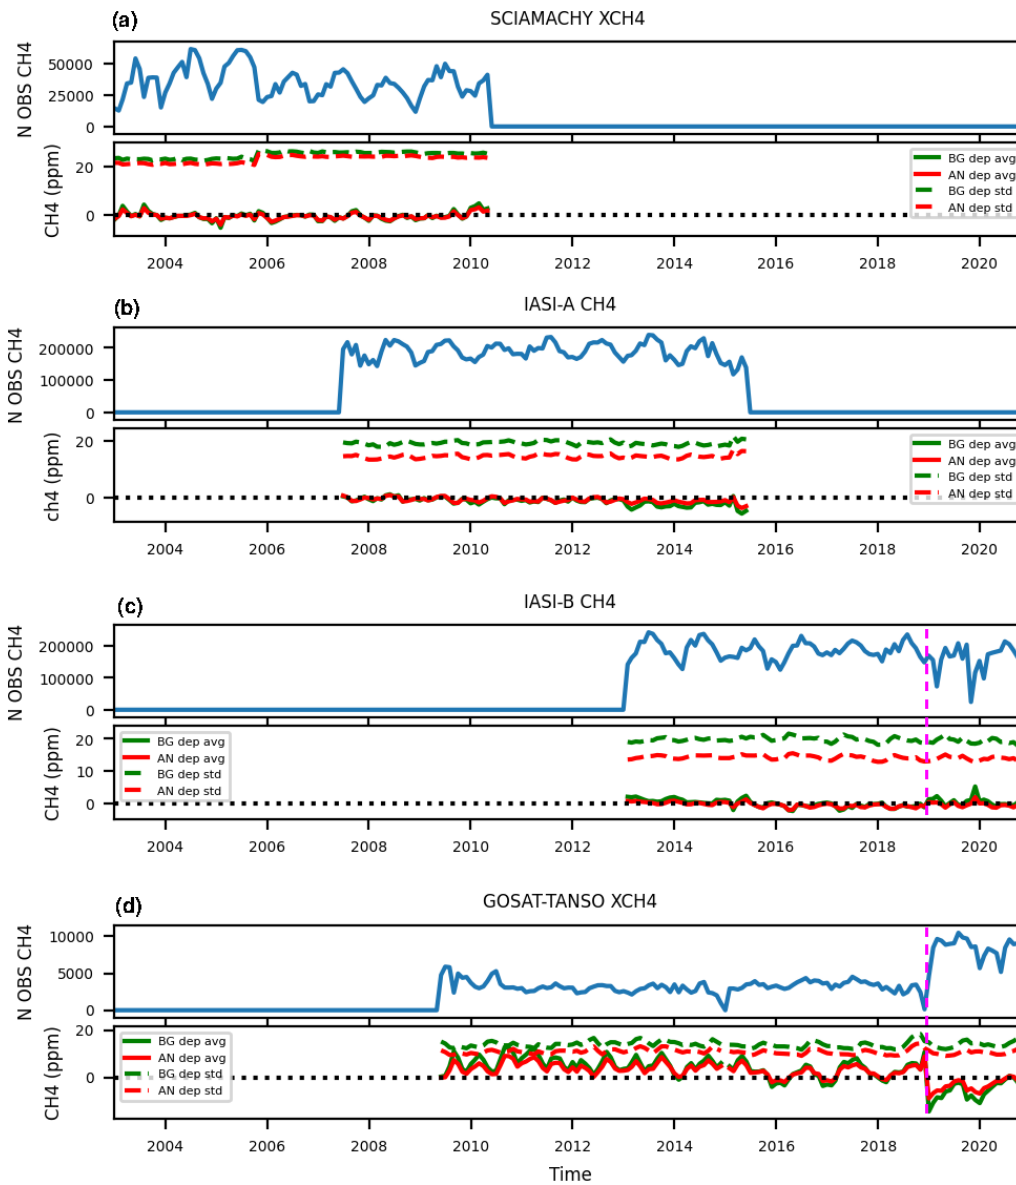 (a)
SCIAMACHY XCH4
N OBS CH4
50000
25000
0
CH4 (ppm)
20
0
BG dep avg
AN dep avg
BG dep std
AN dep std
2004 2006 2008 2010 2012 2014 2016 2018 2020
(b)
IASI-A CH4
N OBS CH4
200000
100000
0
ch4 (ppm)
20
0
BG dep avg
AN dep avg
BG dep std
AN dep std
2004 2006 2008 2010 2012 2014 2016 2018 2020
(c)
IASI-B CH4
N OBS CH4
200000
100000
0
CH4 (ppm)
20
10
0
BG dep avg
AN dep avg
BG dep std
AN dep std
2004 2006 2008 2010 2012 2014 2016 2018 2020
(d)
GOSAT-TANSO XCH4
N OBS CH4
10000
5000
0
CH4 (ppm)
20
0
BG dep avg
AN dep avg
BG dep std
AN dep std
2004 2006 2008 2010 2012 2014 2016 2018 2020
Time